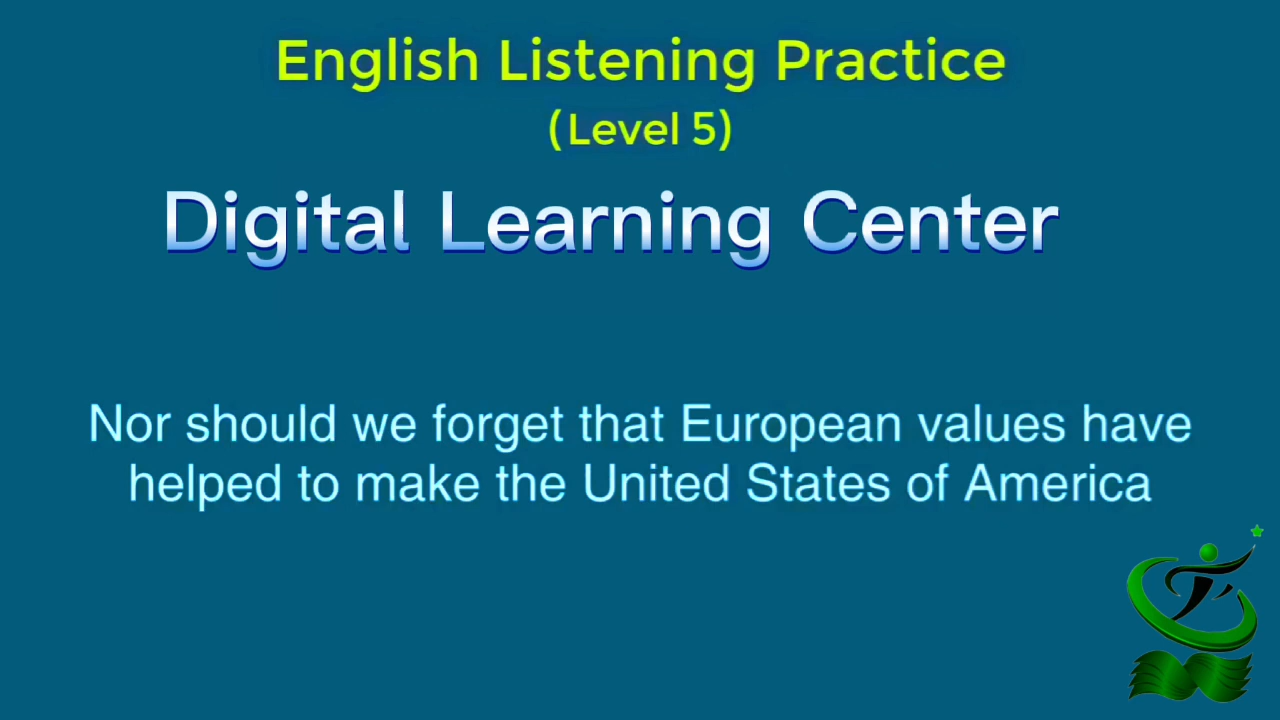 English Listening Practice
(Level 5)
Digital Learning Center
Nor should we forget that European values have
helped to make the United States of America